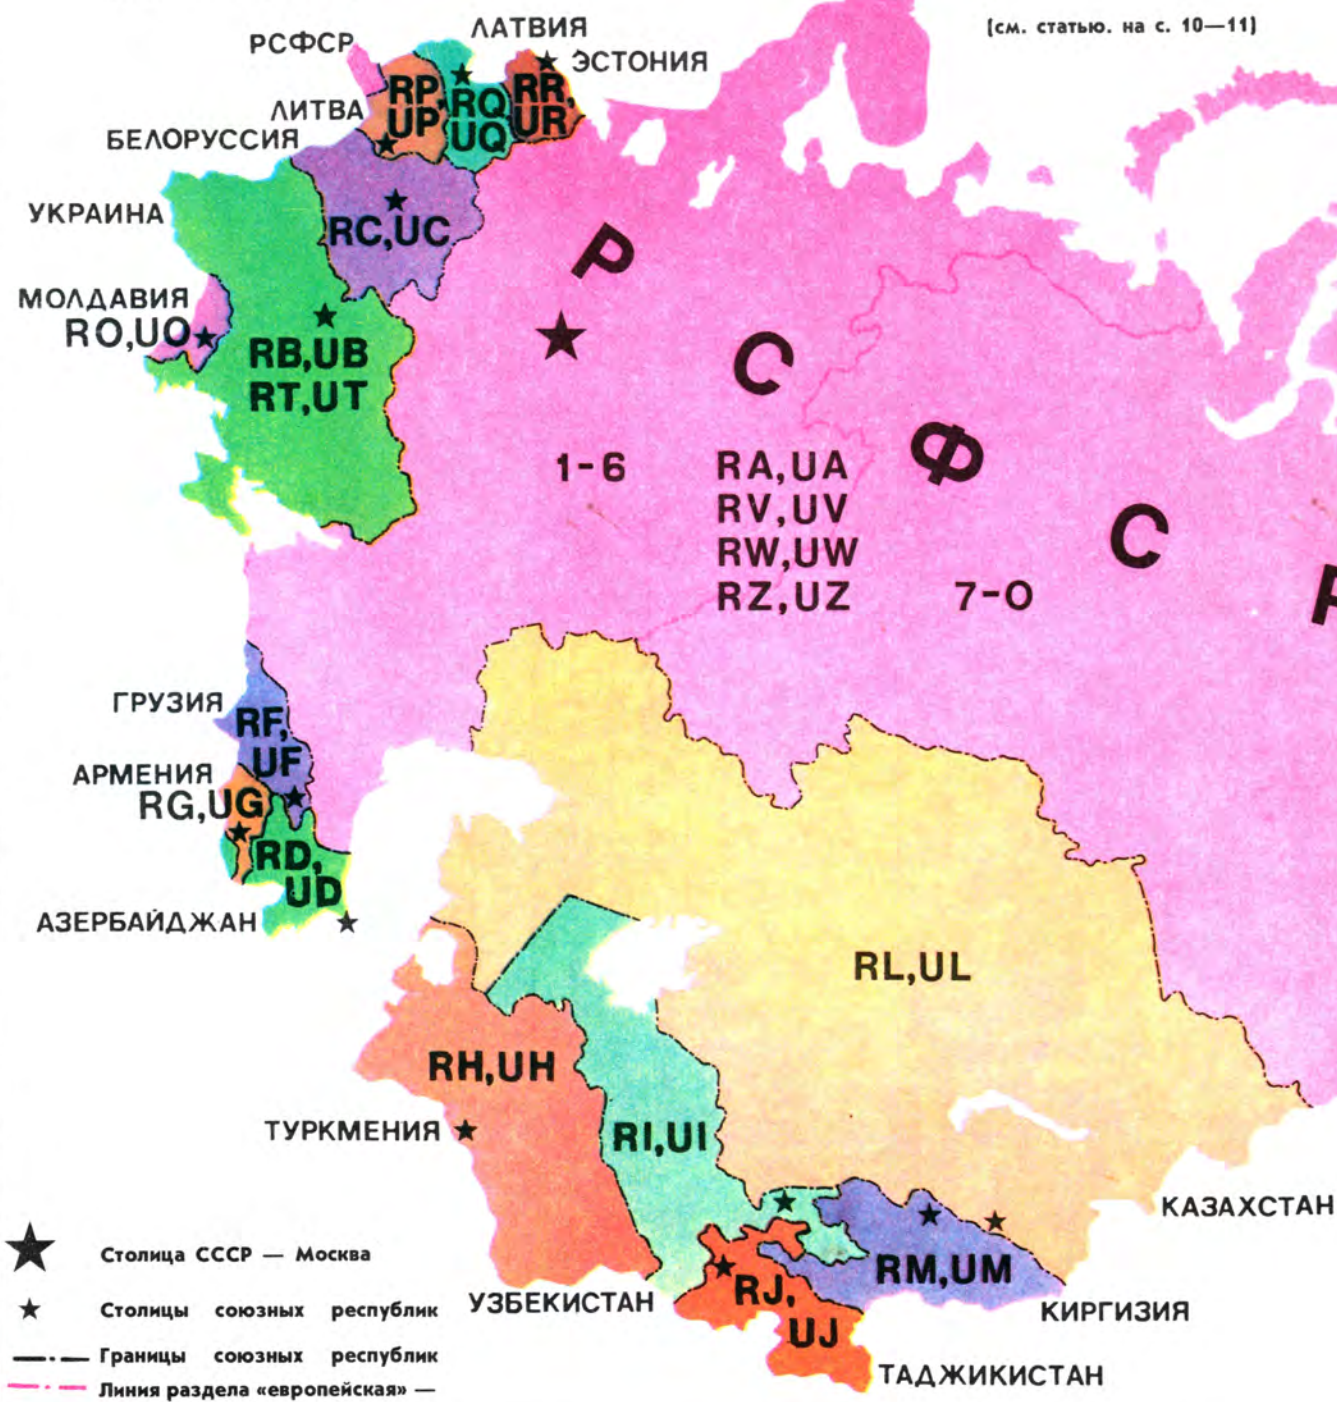 [см. статью. на с. 10—11]
ЛАТВИЯ
РСФСР
ЭСТОНИЯ
ЛИТВА
RP,
UP
RQ
UQ
RR,
UR
БЕЛОРУССИЯ
УКРАИНА
RC,UC
Р
С
Ф
С
МОЛДАВИЯ
RO,UO
RB,UB
RT,UT
1-6
RA,UA
RV,UV
RW,UW
RZ,UZ
7-0
ГРУЗИЯ
RF,
UF
АРМЕНИЯ
RG,UG
RD,
UD
АЗЕРБАЙДЖАН
RL,UL
RH,UH
ТУРКМЕНИЯ
RI,UI
КАЗАХСТАН
RM,UM
УЗБЕКИСТАН
RJ,
UJ
КИРГИЗИЯ
ТАДЖИКИСТАН
Столица СССР — Москва
Столицы союзных республик
Границы союзных республик
Линия раздела «европейская» —